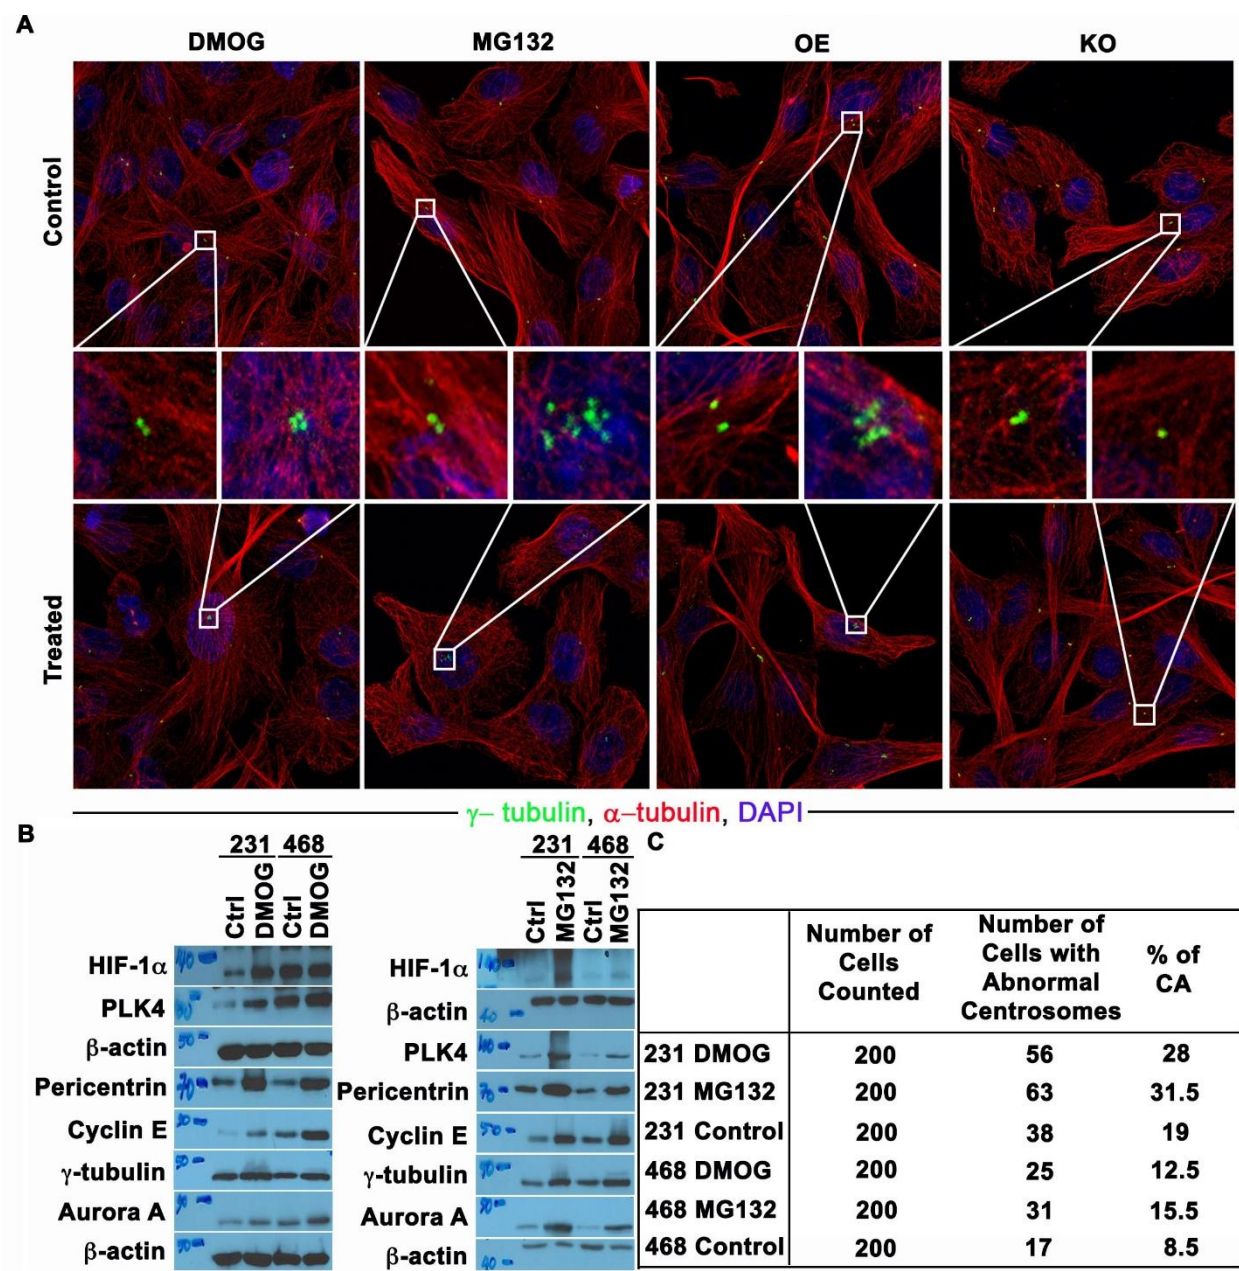 A
DMOG MG132 OE KO
Control
Treated
γ– tubulin, α–tubulin, DAPI
B
231 468
Ctrl
DMOG
Ctrl
DMOG
HIF-1α
PLK4
β-actin
Pericentrin
Cyclin E
γ-tubulin
Aurora A
β-actin
231 468
Ctrl
MG132
Ctrl
MG132
HIF-1α
β-actin
PLK4
Pericentrin
Cyclin E
γ-tubulin
Aurora A
β-actin
C
Number of Cells Counted
Number of Cells with Abnormal Centrosomes
% of CA
231 DMOG 200 56 28
231 MG132 200 63 31.5
231 Control 200 38 19
468 DMOG 200 25 12.5
468 MG132 200 31 15.5
468 Control 200 17 8.5